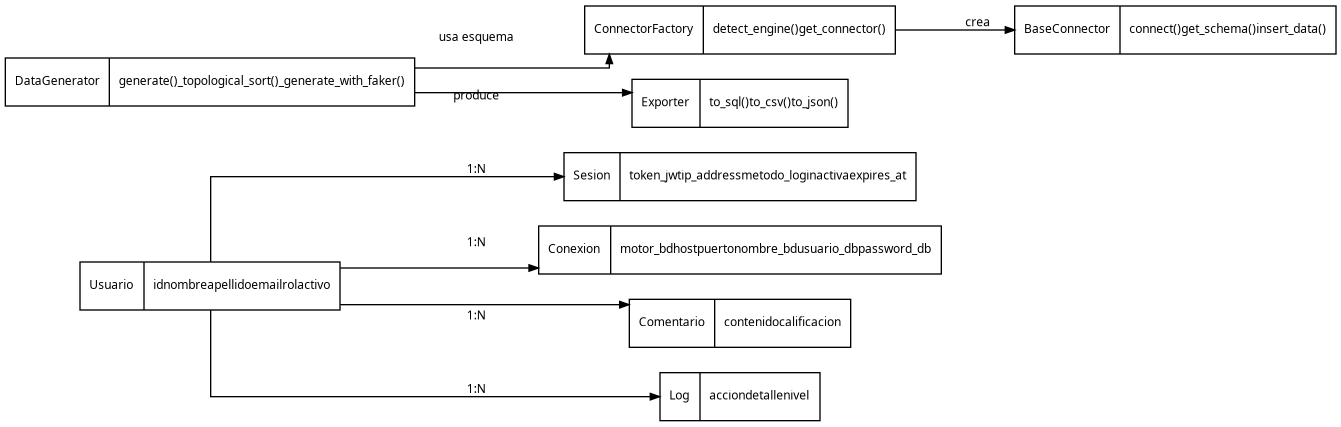 ConnectorFactory detect_engine()get_connector()
crea
BaseConnector connect()get_schema()insert_data()
usa esquema
DataGenerator generate()_topological_sort()_generate_with_faker()
produce
Exporter to_sql()to_csv()to_json()
1:N
Sesion token_jwtip_addressmetodo_loginactivaexpires_at
1:N
Conexion motor_bdhostpuertonombre_bdusuario_dbpassword_db
Usuario idnombreapellidoemailrolactivo
1:N
Comentario contenidocalificacion
1:N
Log acciondetallenivel